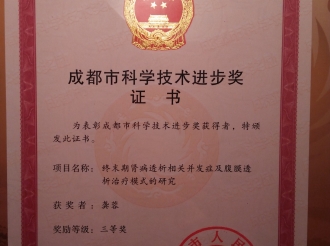 成都市科学技术进步奖
证 书
为表彰成都市科学技术进步奖获得者，特颁
发此证书。
项目名称：终末期肾病透析相关并发症及腹膜透
析治疗模式的研究
获奖者：龚蓉
奖励等级：三等奖
市人民